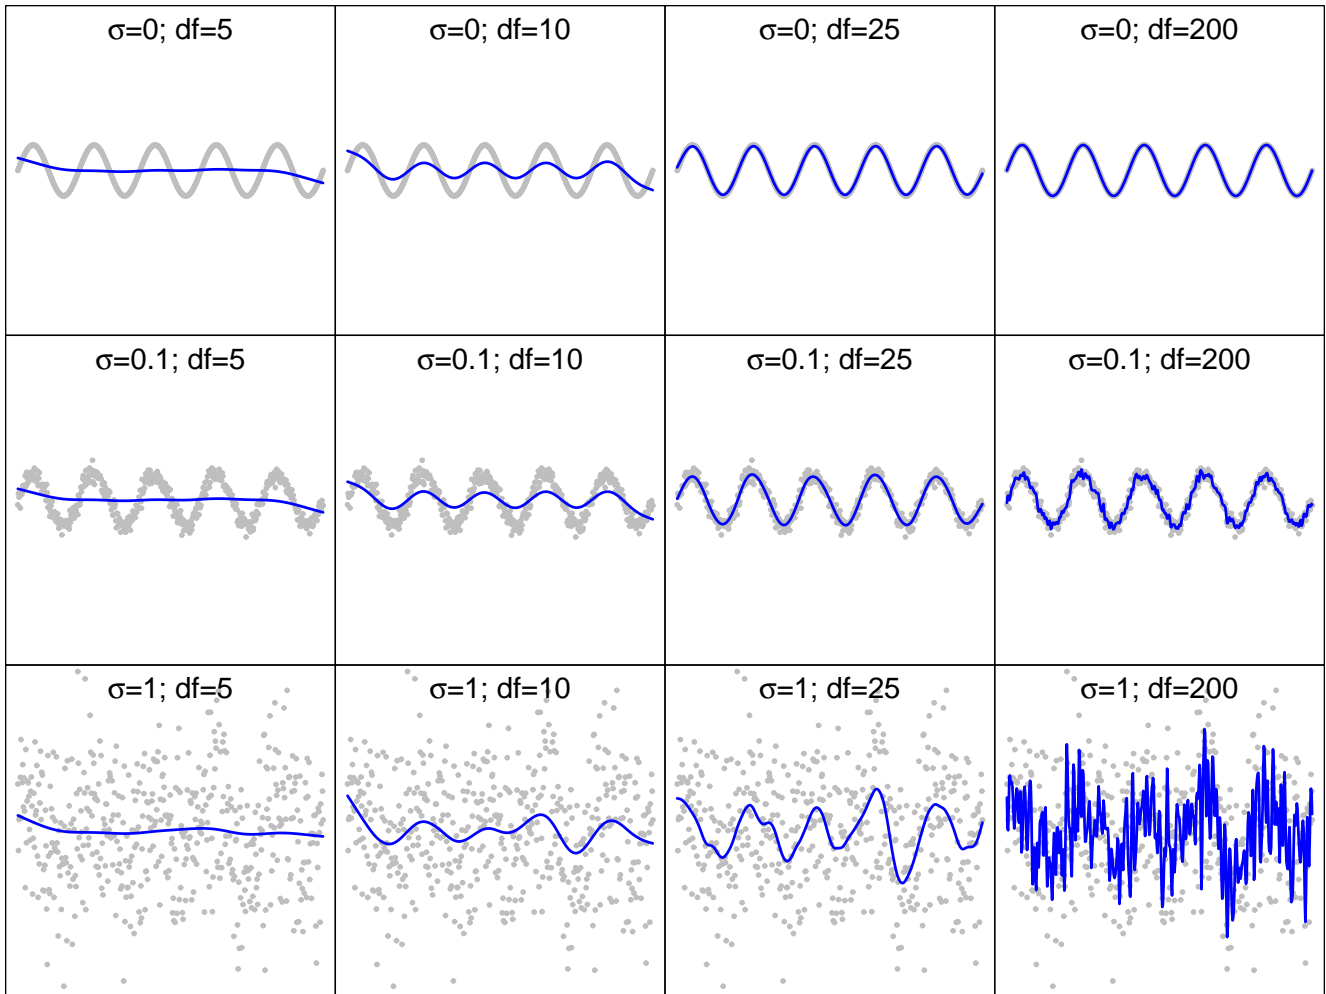 σ=0; df=5
σ=0; df=10
σ=0; df=25
σ=0; df=200
σ=0.1; df=5
σ=0.1; df=10
σ=0.1; df=25
σ=0.1; df=200
σ=1; df=5
σ=1; df=10
σ=1; df=25
σ=1; df=200